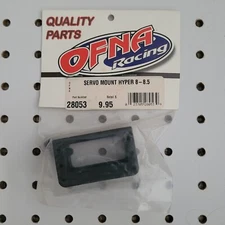 QUALITY
PARTS
OFNA
Racing
SERVO MOUNT HYPER 8 - 8.5
28053
9.95